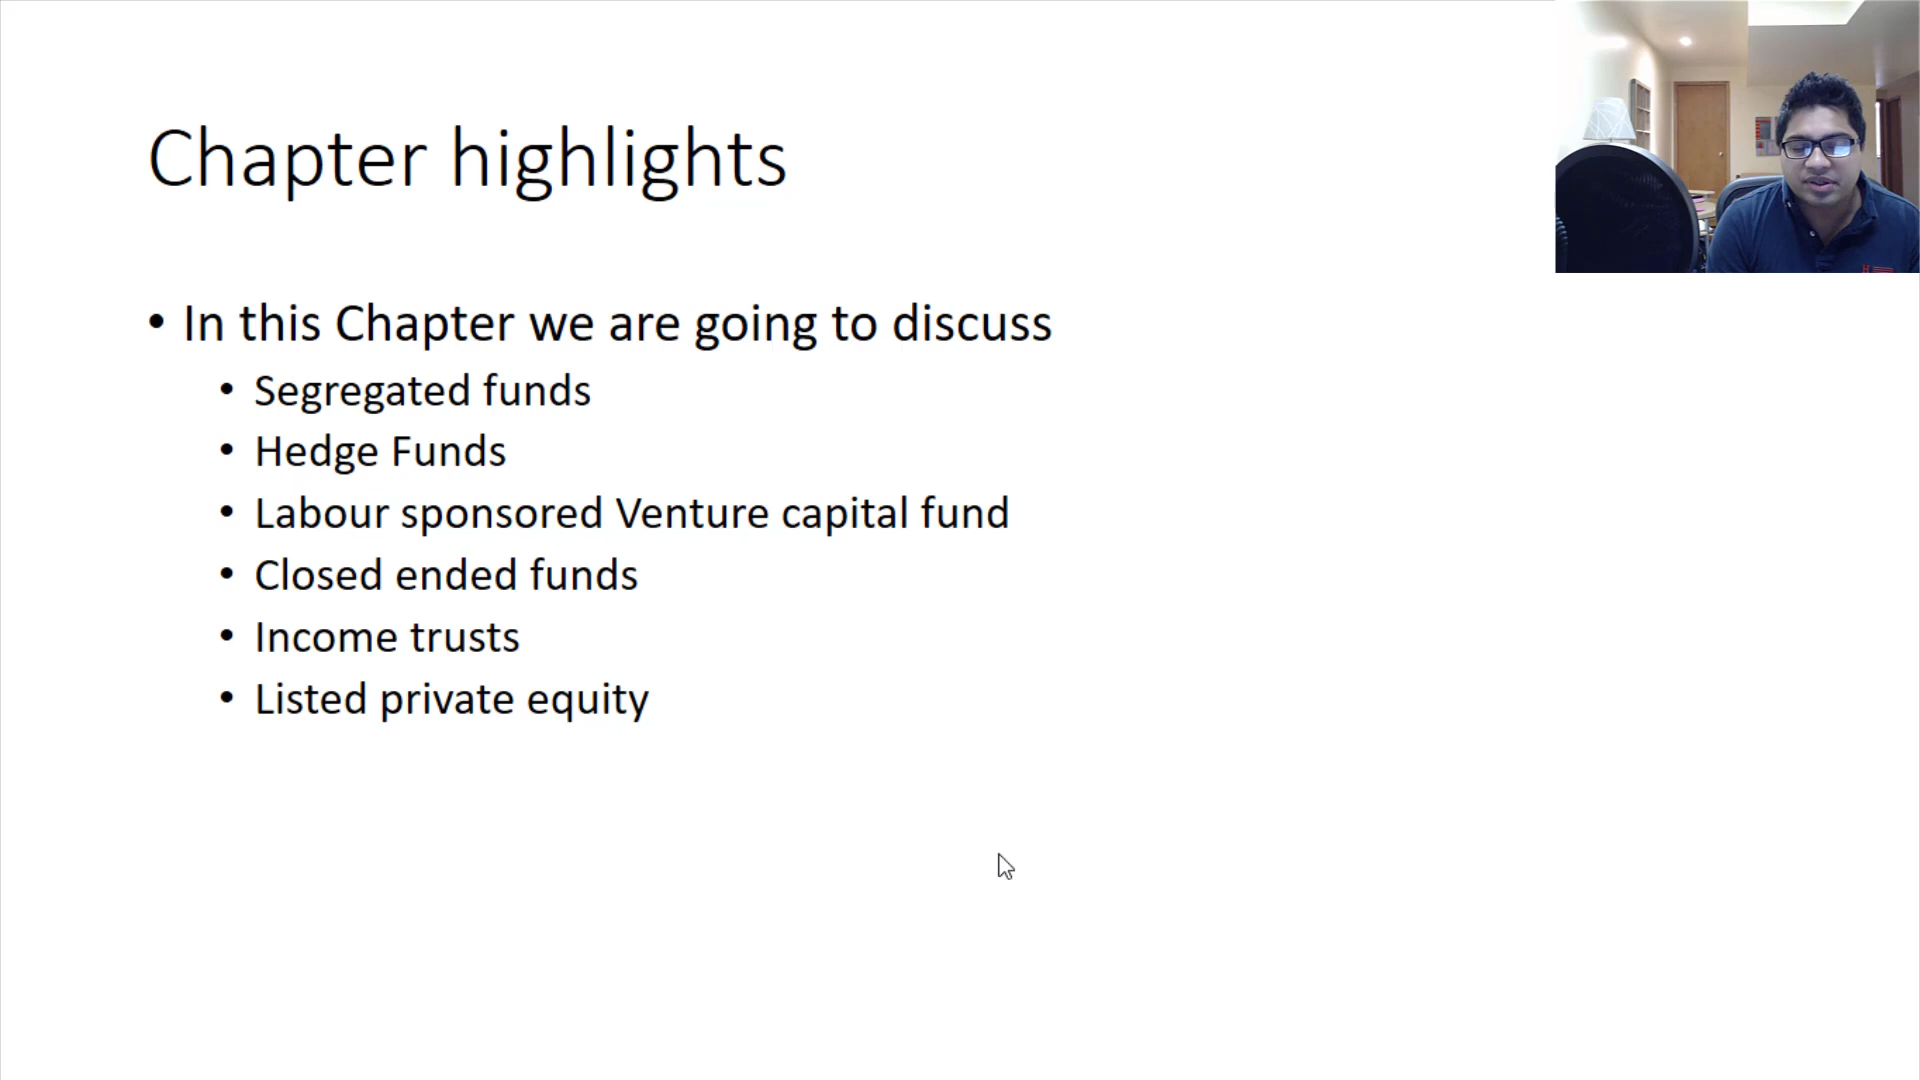 Chapter highlights
• In this Chapter we are going to discuss
• Segregated funds
• Hedge Funds
• Labour sponsored Venture capital fund
• Closed ended funds
• Income trusts
• Listed private equity